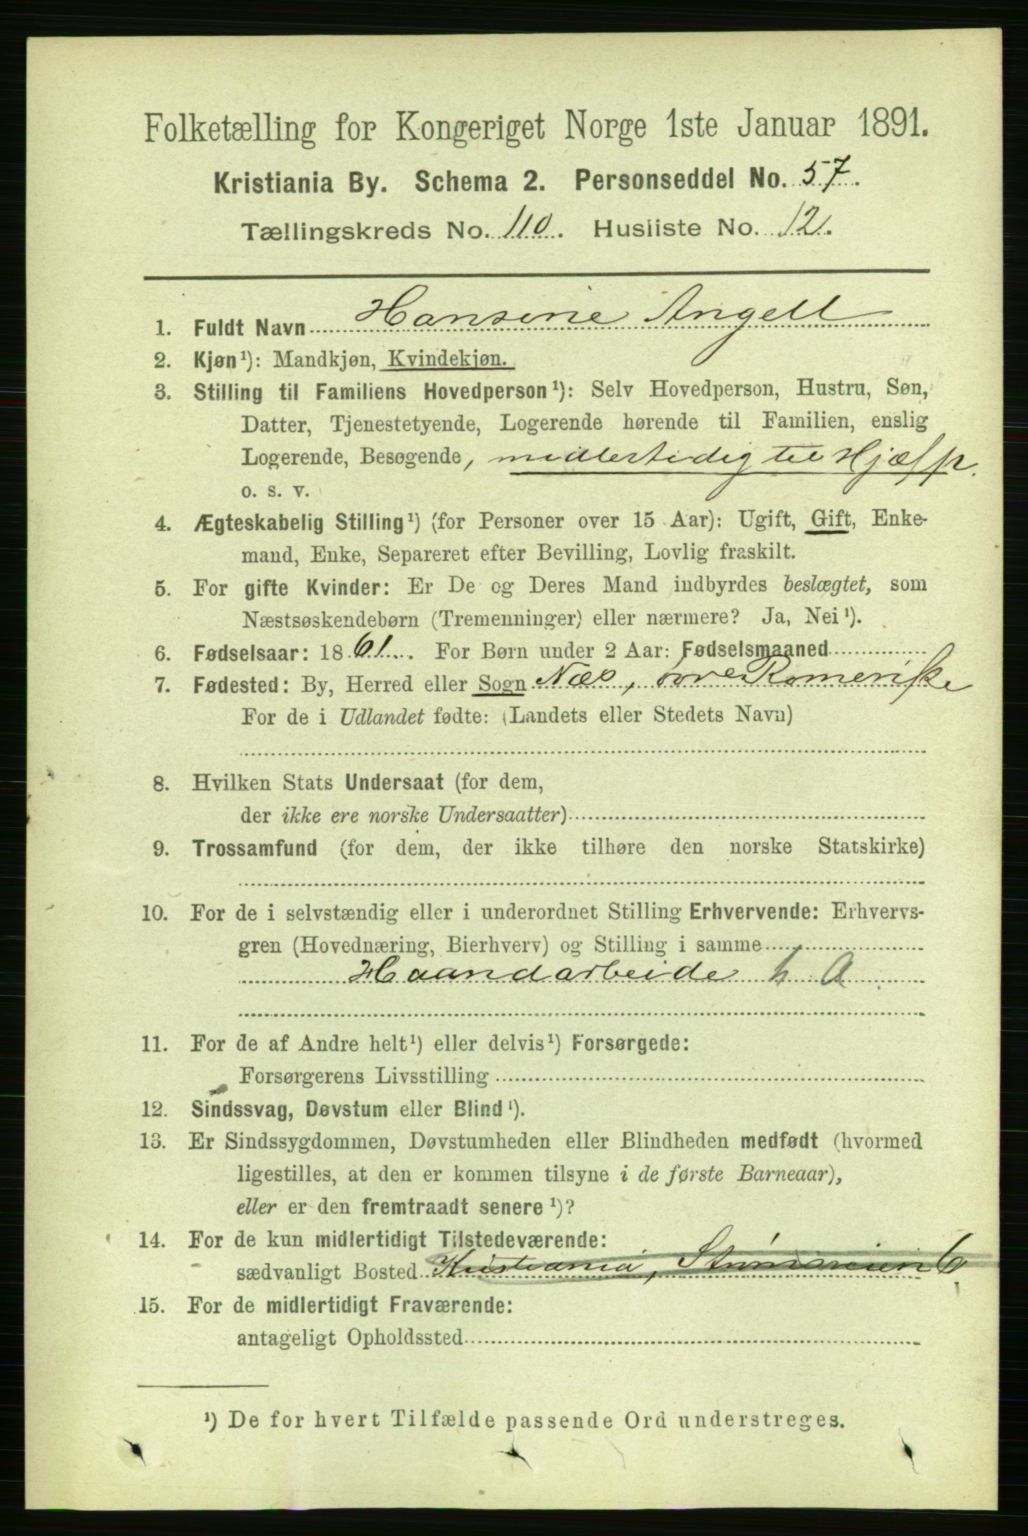 Folketælling for Kongeriget Norge 1ste Januar 1891.
Kristiania By. Schema 2. Personseddel No. 57.
Tællingskreds No. 110. Husliste No. 12.
1. Fuldt Navn Hansine Angell
2. Kjøn¹): Mandkjøn, Kvindekjøn.
3. Stilling til Familiens Hovedperson¹): Selv Hovedperson, Hustru, Søn,
Datter, Tjenestetyende, Logerende hørende til Familien, enslig
Logerende, Besøgende, midlertidig til Hjælp.
o. s. v.
4. Ægteskabelig Stilling¹) (for Personer over 15 Aar): Ugift, Gift, Enke-
mand, Enke, Separeret efter Bevilling, Lovlig fraskilt.
5. For gifte Kvinder: Er De og Deres Mand indbyrdes beslægtet, som
Næstsøskendebørn (Tremenninger) eller nærmere? Ja, Nei¹).
6. Fødselsaar: 1861. For Børn under 2 Aar: Fødselsmaaned
7. Fødested: By, Herred eller Sogn Næs, øvre Romerike
For de i Udlandet fødte: (Landets eller Stedets Navn)
8. Hvilken Stats Undersaat (for dem,
der ikke ere norske Undersaatter)
9. Trossamfund (for dem, der ikke tilhøre den norske Statskirke)
10. For de i selvstændig eller i underordnet Stilling Erhvervende: Erhvervs-
gren (Hovednæring, Bierhverv) og Stilling i samme
Haandarbeide h A
11. For de af Andre helt¹) eller delvis¹) Forsørgede:
Forsørgerens Livsstilling
12. Sindssvag, Døvstum eller Blind¹).
13. Er Sindssygdommen, Døvstumheden eller Blindheden medfødt (hvormed
ligestilles, at den er kommen tilsyne i de første Barneaar),
eller er den fremtraadt senere¹)?
14. For de kun midlertidigt Tilstedeværende:
sædvanligt Bosted Kristiania, Strømsveien 6
15. For de midlertidigt Fraværende:
antageligt Opholdssted
¹) De for hvert Tilfælde passende Ord understreges.